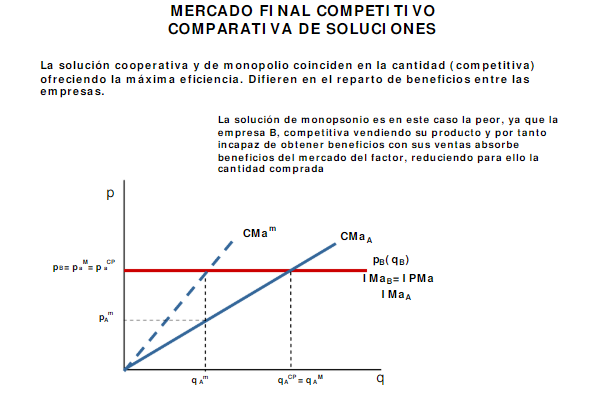 MERCADO FINAL COMPETITIVO
COMPARATIVA DE SOLUCIONES
La solución cooperativa y de monopolio coinciden en la cantidad (competitiva)
ofreciendo la máxima eficiencia. Difieren en el reparto de beneficios entre las
empresas.
La solución de monopsonio es en este caso la peor, ya que la
empresa B, competitiva vendiendo su producto y por tanto
incapaz de obtener beneficios con sus ventas absorbe
beneficios del mercado del factor, reduciendo para ello la
cantidad comprada
p
CMaᵐ
CMa_A
p_B(q_B)
p_B = p_a^M = p_a^CP
IMa_B = IPMa
IMa_A
p_A^m
q_A^m
q_A^CP = q_A^M
q